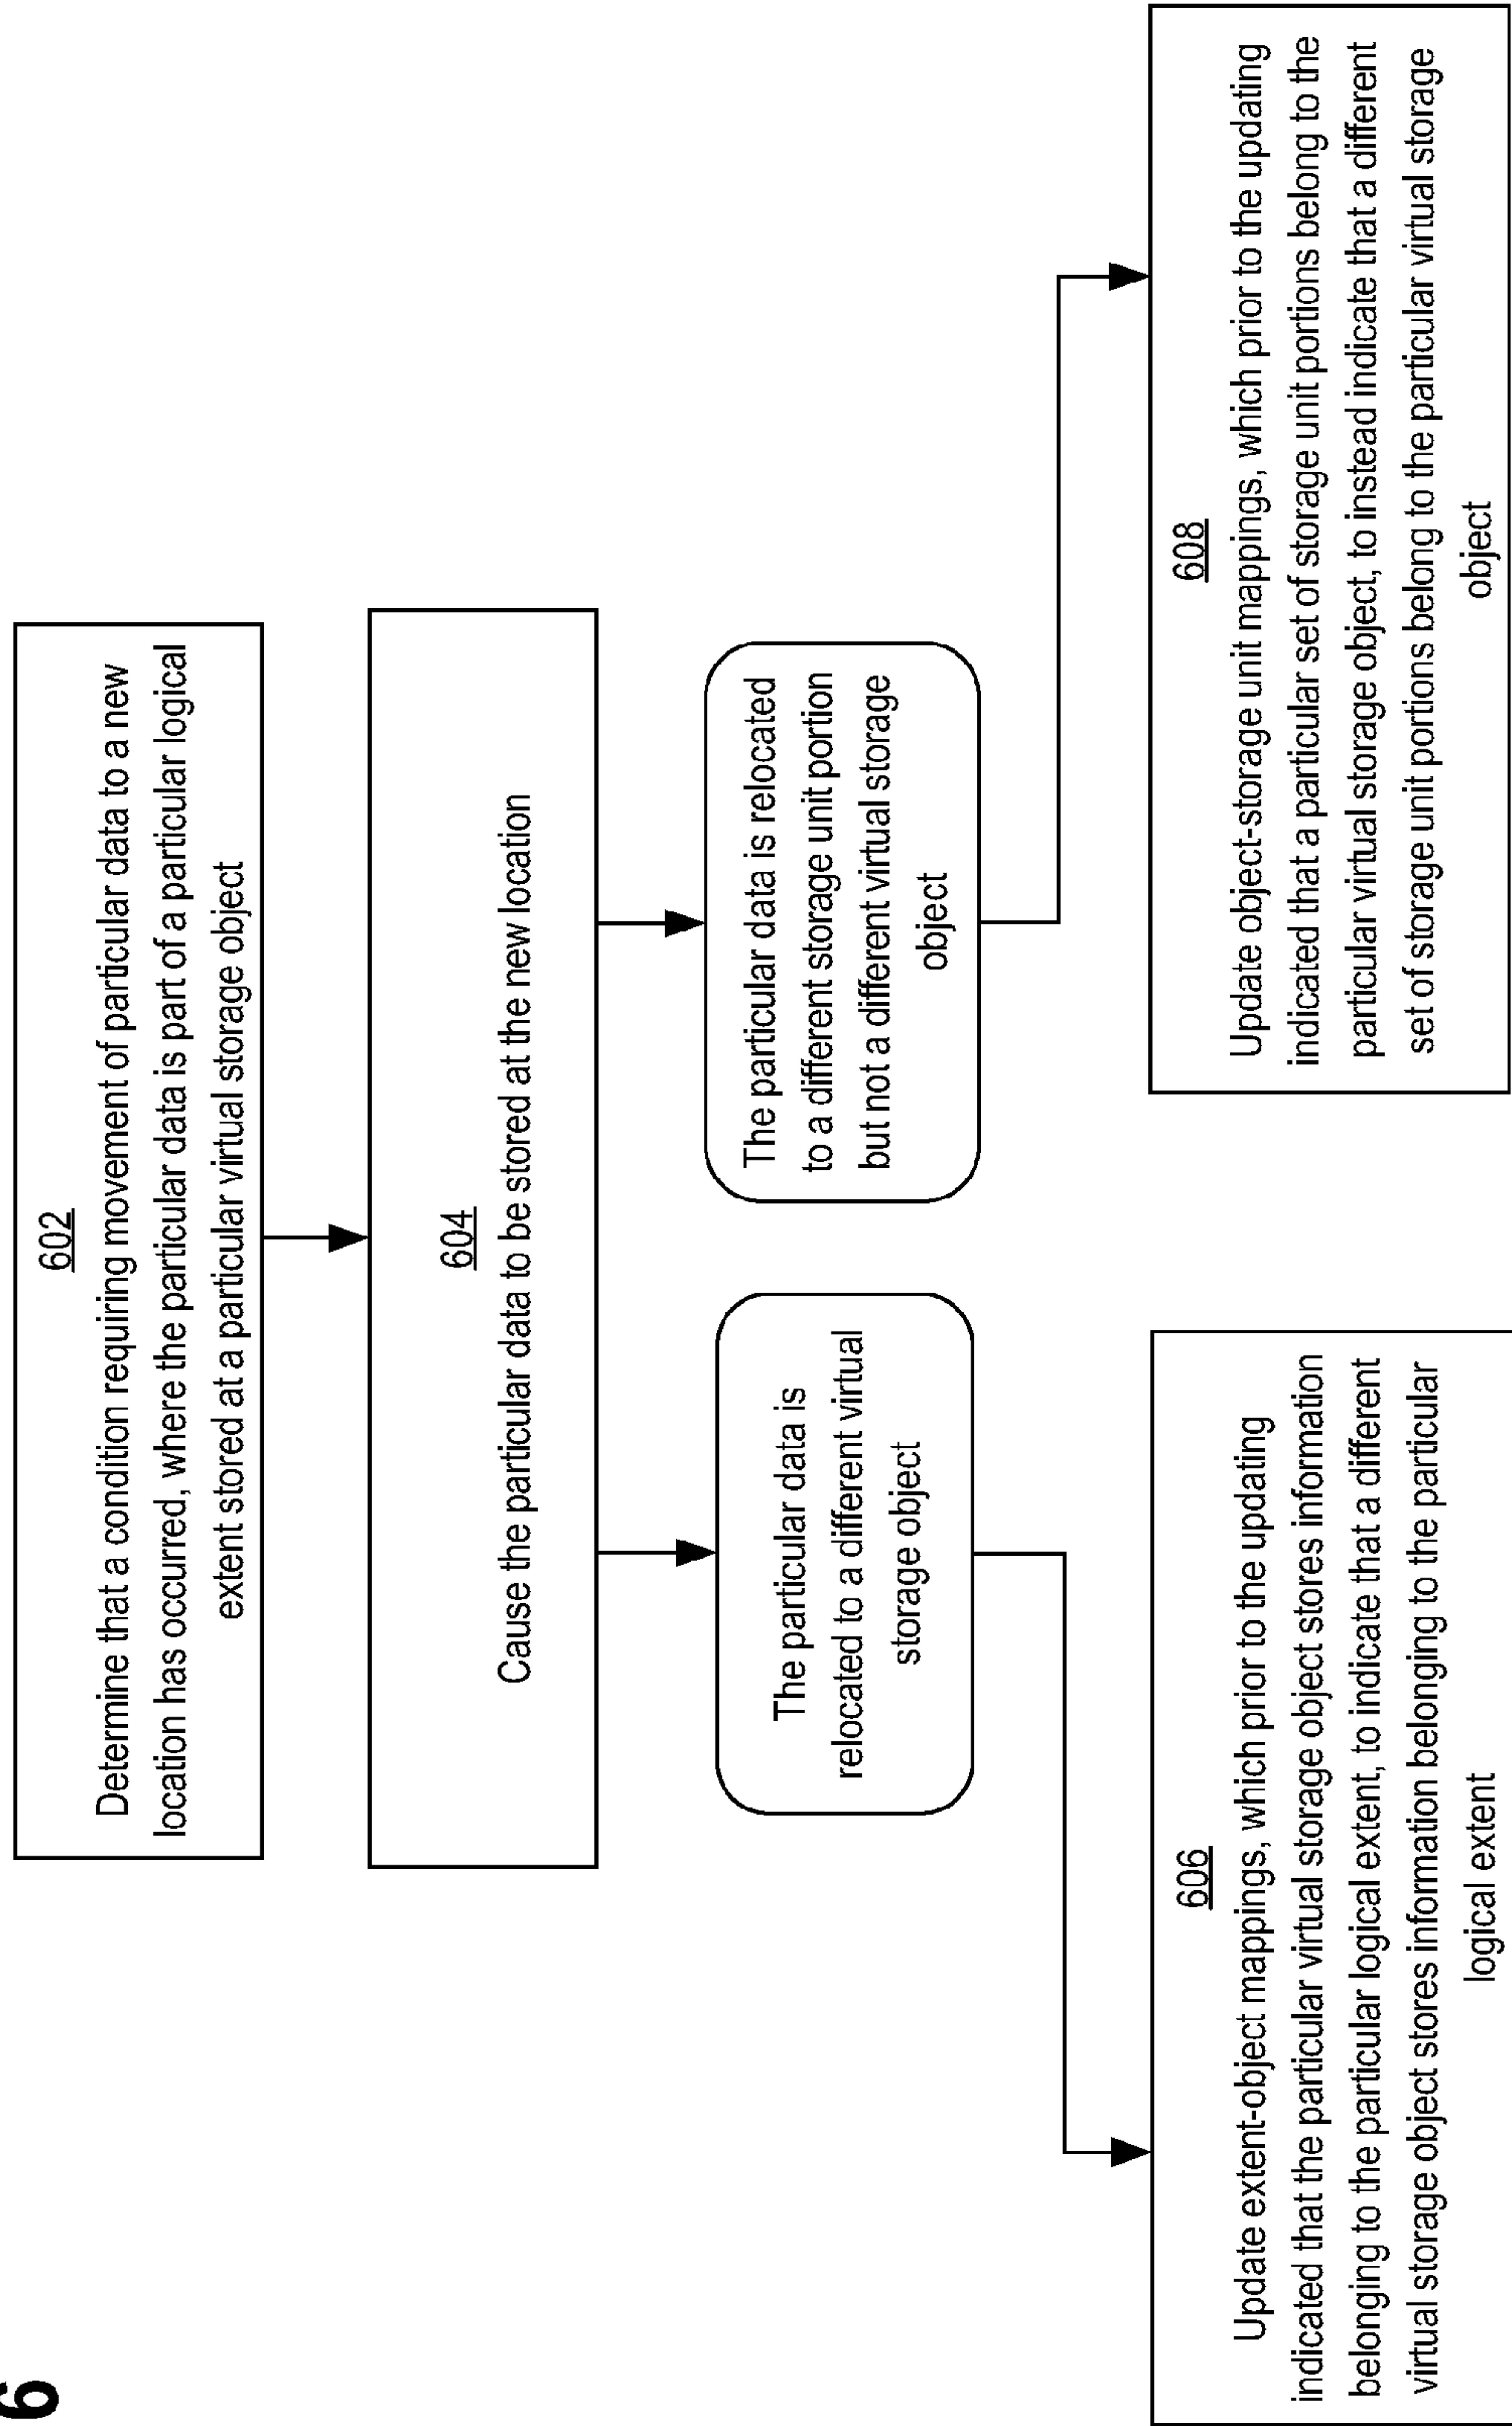 6
602
Determine that a condition requiring movement of particular data to a new
location has occurred, where the particular data is part of a particular logical
extent stored at a particular virtual storage object
604
Cause the particular data to be stored at the new location
The particular data is
relocated to a different virtual
storage object
The particular data is relocated
to a different storage unit portion
but not a different virtual storage
object
606
Update extent-object mappings, which prior to the updating
indicated that the particular virtual storage object stores information
belonging to the particular logical extent, to indicate that a different
virtual storage object stores information belonging to the particular
logical extent
608
Update object-storage unit mappings, which prior to the updating
indicated that a particular set of storage unit portions belong to the
particular virtual storage object, to instead indicate that a different
set of storage unit portions belong to the particular virtual storage
object